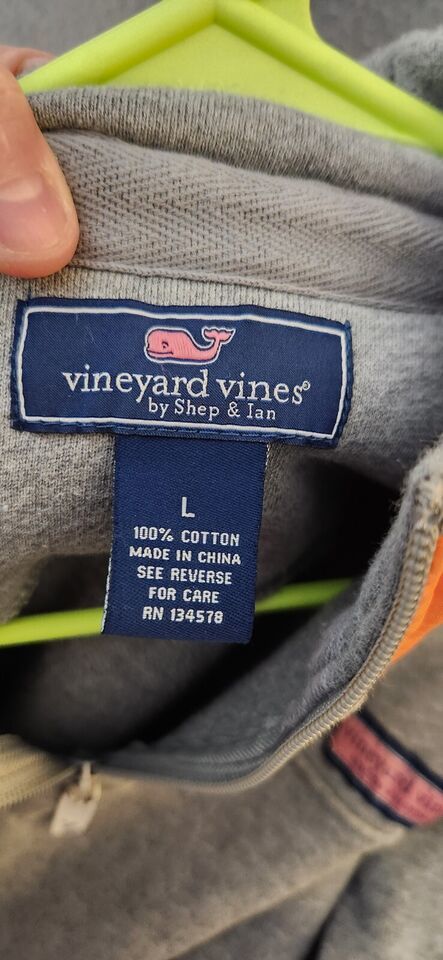 vineyard vines®
by Shep & Ian
L
100% COTTON
MADE IN CHINA
SEE REVERSE
FOR CARE
RN 134578